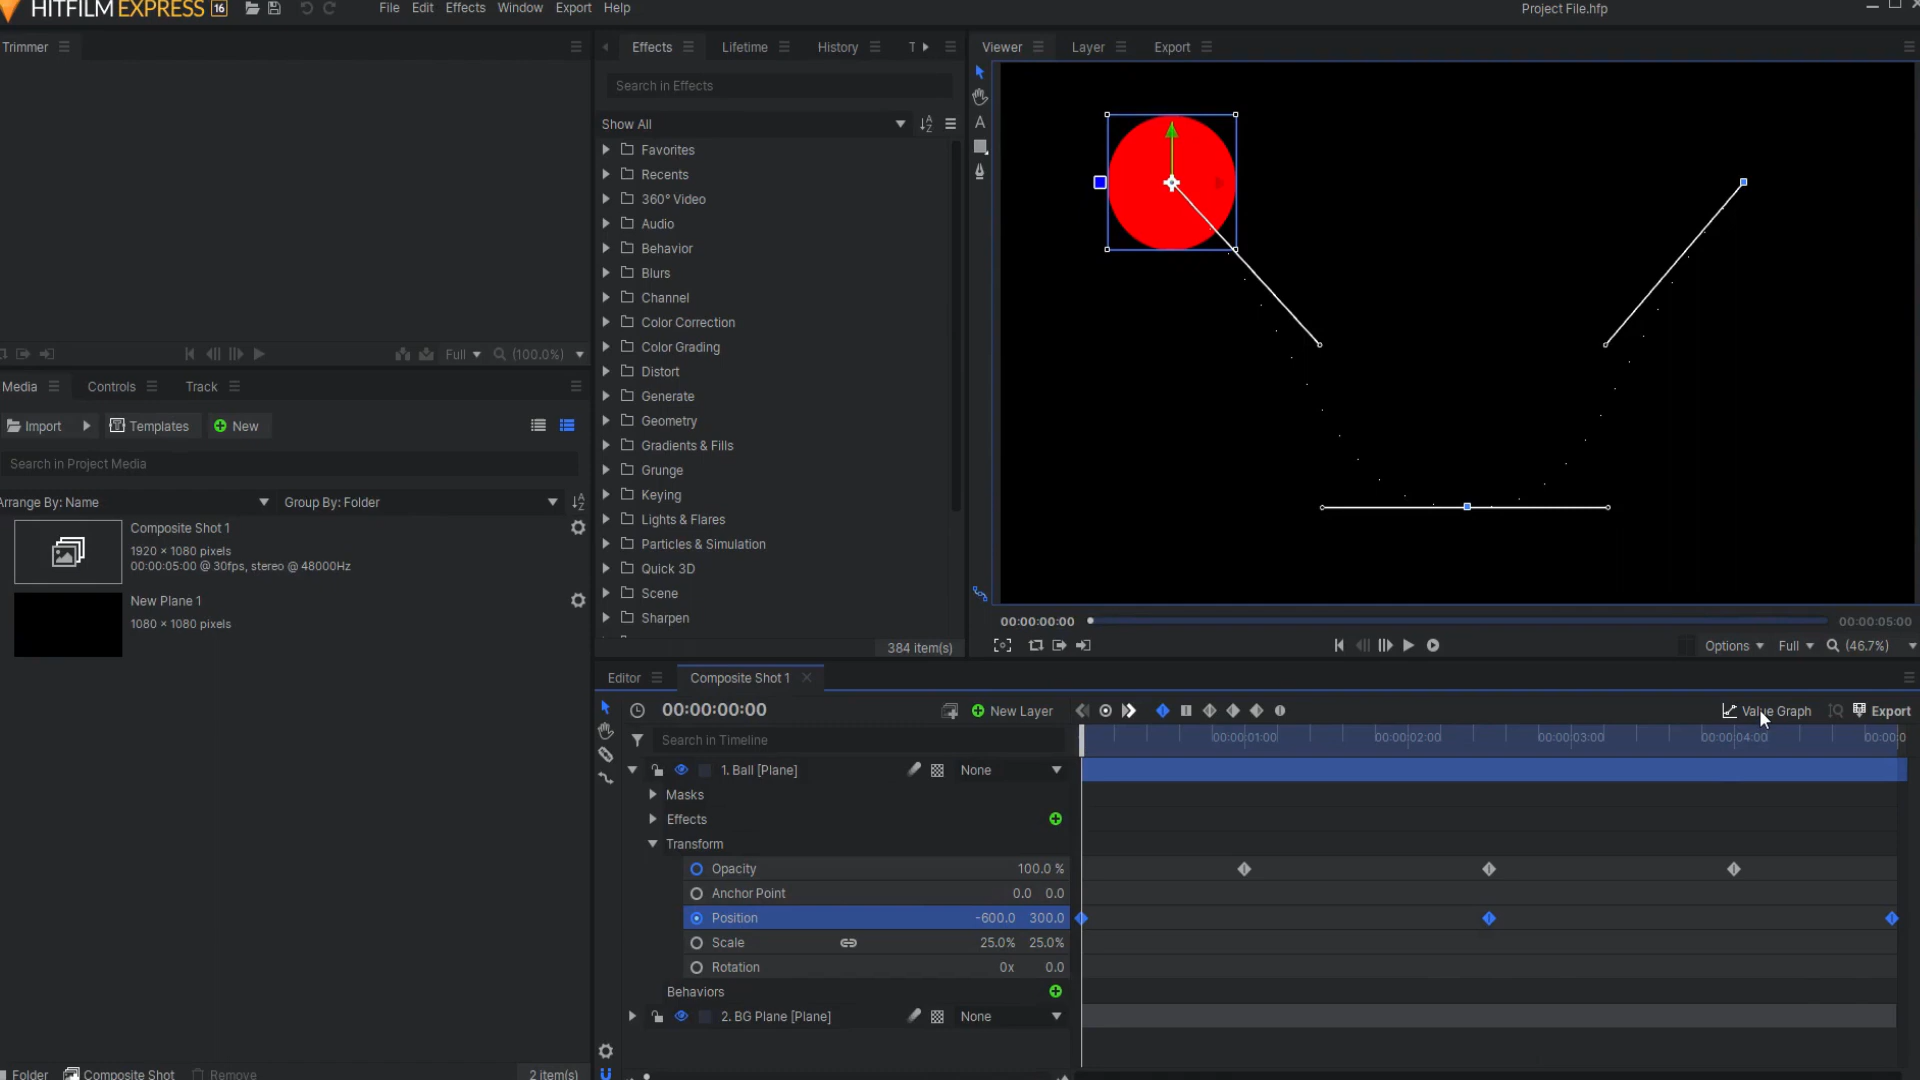 HITFILM EXPRESS 16
File Edit Effects Window Export Help
Project File.hfp
Trimmer
Full (100.0%)
Media Controls Track
Import Templates New
Search in Project Media
Arrange By: Name Group By: Folder
Composite Shot 1
1920 × 1080 pixels
00:00:05:00 @ 30fps, stereo @ 48000Hz
New Plane 1
1080 × 1080 pixels
Folder Composite Shot Remove 2 item(s)
Effects Lifetime History T
Search in Effects
Show All
Favorites
Recents
360° Video
Audio
Behavior
Blurs
Channel
Color Correction
Color Grading
Distort
Generate
Geometry
Gradients & Fills
Grunge
Keying
Lights & Flares
Particles & Simulation
Quick 3D
Scene
Sharpen
384 item(s)
Viewer Layer Export
A
00:00:00:00 00:00:05:00
Options Full (46.7%)
Editor Composite Shot 1
00:00:00:00 New Layer Value Graph Export
Search in Timeline 00:00:01:00 00:00:02:00 00:00:03:00 00:00:04:00 00:00:0
1. Ball [Plane] None
Masks
Effects
Transform
Opacity 100.0 %
Anchor Point 0.0 0.0
Position -600.0 300.0
Scale 25.0% 25.0%
Rotation 0x 0.0
Behaviors
2. BG Plane [Plane] None